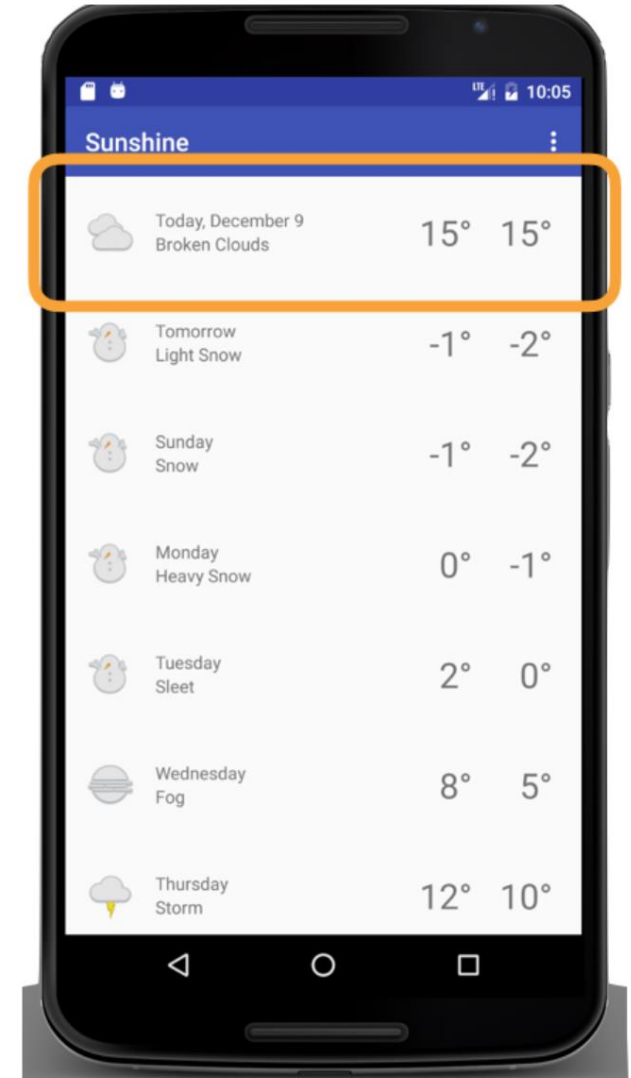 LTE 10:05
Sunshine
Today, December 9
Broken Clouds
15° 15°
Tomorrow
Light Snow
-1° -2°
Sunday
Snow
-1° -2°
Monday
Heavy Snow
0° -1°
Tuesday
Sleet
2° 0°
Wednesday
Fog
8° 5°
Thursday
Storm
12° 10°